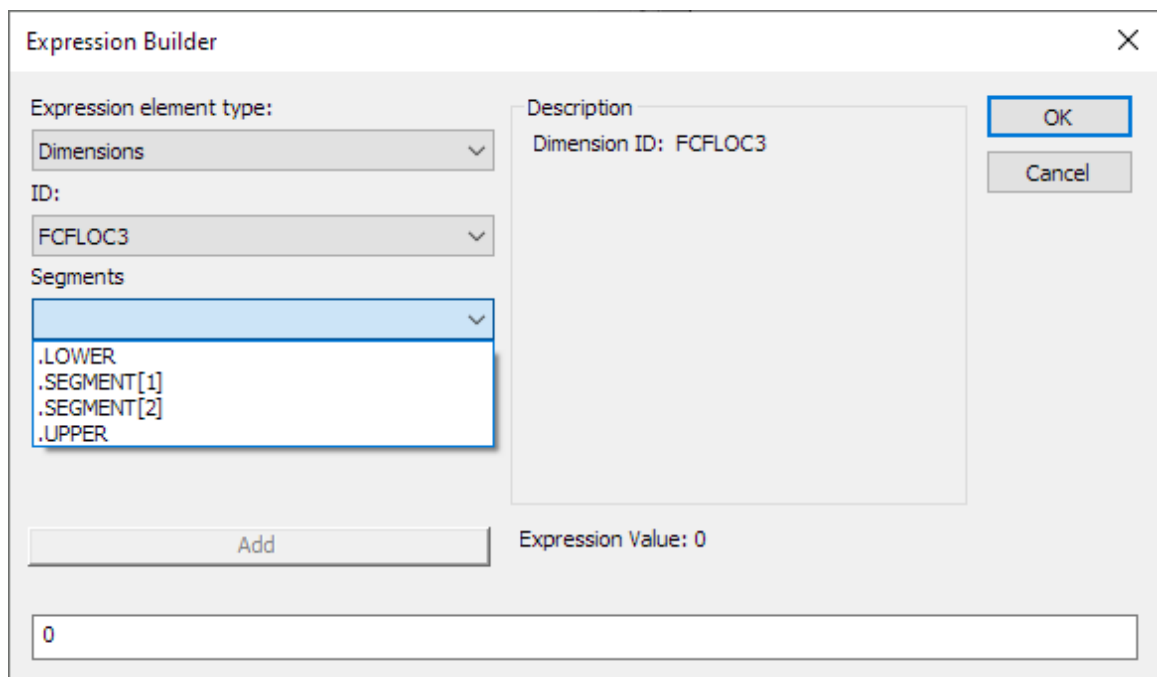 Expression Builder
Expression element type:
Dimensions
ID:
FCFLOC3
Segments
.LOWER
.SEGMENT[1]
.SEGMENT[2]
.UPPER
Add
Description
Dimension ID: FCFLOC3
Expression Value: 0
OK
Cancel
0